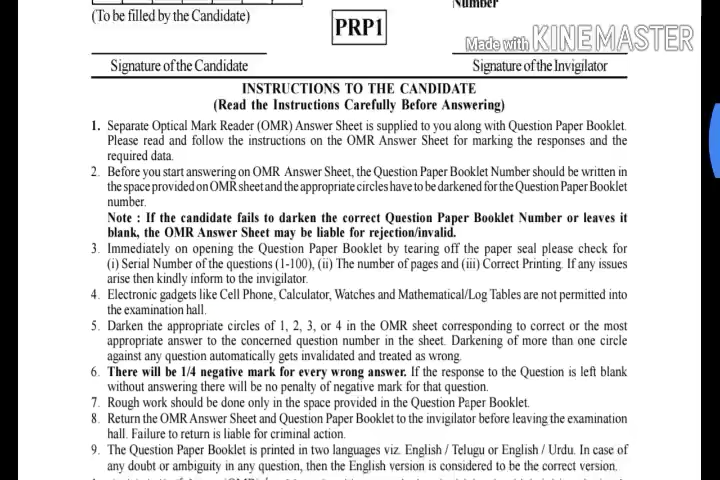 Number
(To be filled by the Candidate)
PRP1
Made with KINEMASTER
Signature of the Candidate
Signature of the Invigilator
INSTRUCTIONS TO THE CANDIDATE
(Read the Instructions Carefully Before Answering)
1. Separate Optical Mark Reader (OMR) Answer Sheet is supplied to you along with Question Paper Booklet.
Please read and follow the instructions on the OMR Answer Sheet for marking the responses and the
required data.
2. Before you start answering on OMR Answer Sheet, the Question Paper Booklet Number should be written in
the space provided on OMR sheet and the appropriate circles have to be darkened for the Question Paper Booklet
number.
Note : If the candidate fails to darken the correct Question Paper Booklet Number or leaves it
blank, the OMR Answer Sheet may be liable for rejection/invalid.
3. Immediately on opening the Question Paper Booklet by tearing off the paper seal please check for
(i) Serial Number of the questions (1-100), (ii) The number of pages and (iii) Correct Printing. If any issues
arise then kindly inform to the invigilator.
4. Electronic gadgets like Cell Phone, Calculator, Watches and Mathematical/Log Tables are not permitted into
the examination hall.
5. Darken the appropriate circles of 1, 2, 3, or 4 in the OMR sheet corresponding to correct or the most
appropriate answer to the concerned question number in the sheet. Darkening of more than one circle
against any question automatically gets invalidated and treated as wrong.
6. There will be 1/4 negative mark for every wrong answer. If the response to the Question is left blank
without answering there will be no penalty of negative mark for that question.
7. Rough work should be done only in the space provided in the Question Paper Booklet.
8. Return the OMR Answer Sheet and Question Paper Booklet to the invigilator before leaving the examination
hall. Failure to return is liable for criminal action.
9. The Question Paper Booklet is printed in two languages viz. English / Telugu or English / Urdu. In case of
any doubt or ambiguity in any question, then the English version is considered to be the correct version.